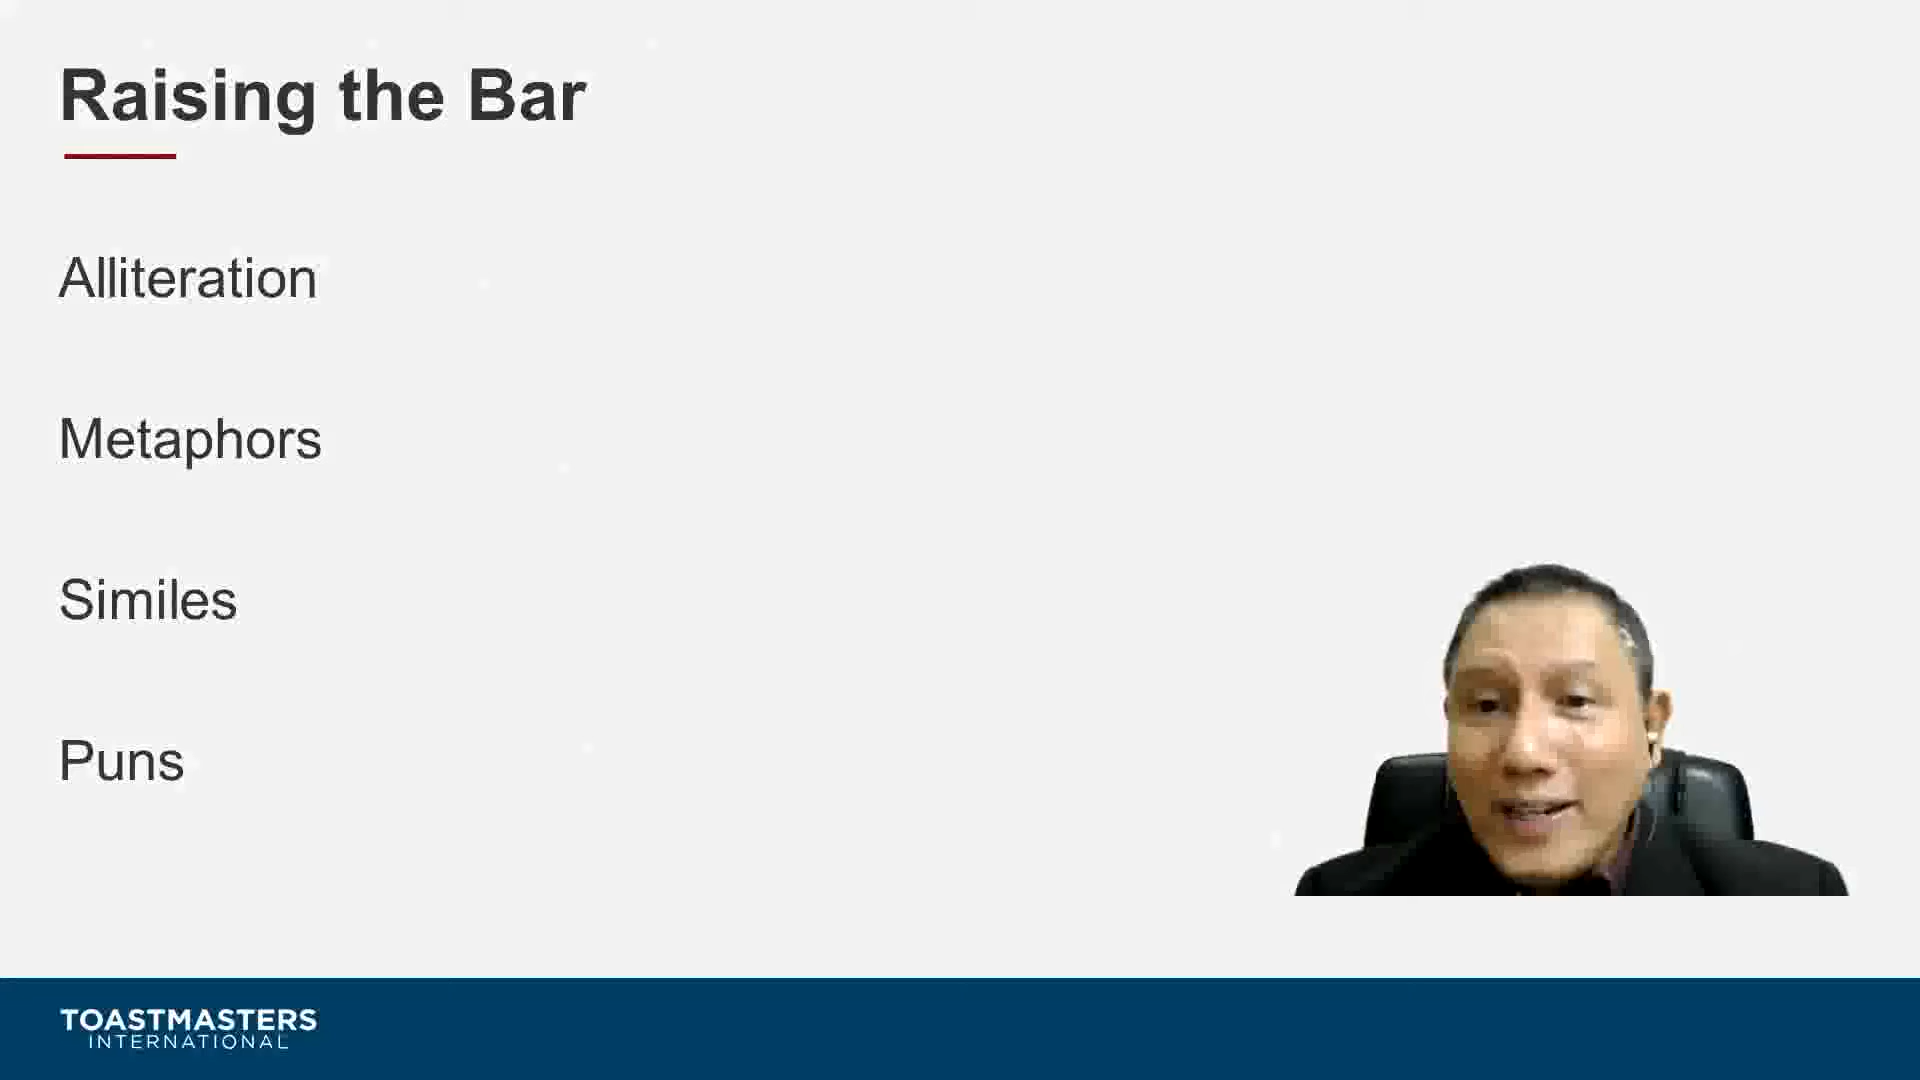 Raising the Bar
Alliteration
Metaphors
Similes
Puns
TOASTMASTERS
INTERNATIONAL